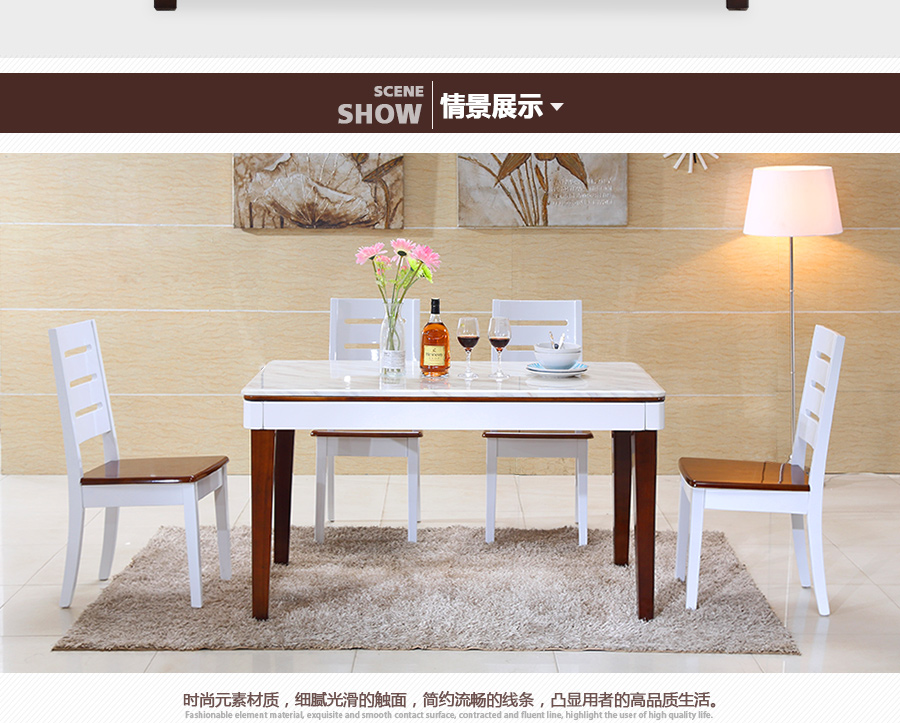 SCENE
SHOW
情景展示
时尚元素材质，细腻光滑的触面，简约流畅的线条，凸显用者的高品质生活。
Fashionable element material, exquisite and smooth contact surface, contracted and fluent line, highlight the user of high quality life.